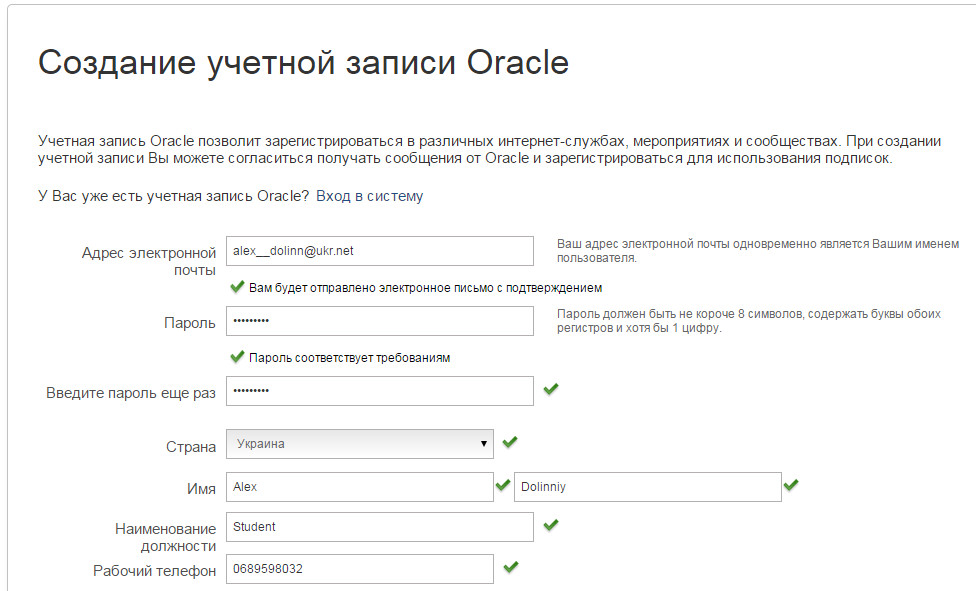 Создание учетной записи Oracle
Учетная запись Oracle позволит зарегистрироваться в различных интернет-службах, мероприятиях и сообществах. При создании
учетной записи Вы можете согласиться получать сообщения от Oracle и зарегистрироваться для использования подписок.
У Вас уже есть учетная запись Oracle? Вход в систему
Адрес электронной
почты
alex__dolinn@ukr.net
Ваш адрес электронной почты одновременно является Вашим именем
пользователя.
Вам будет отправлено электронное письмо с подтверждением
Пароль
•••••••••
Пароль должен быть не короче 8 символов, содержать буквы обоих
регистров и хотя бы 1 цифру.
Пароль соответствует требованиям
Введите пароль еще раз
•••••••••
Страна
Украина
Имя
Alex
Dolinniy
Наименование
должности
Student
Рабочий телефон
0689598032